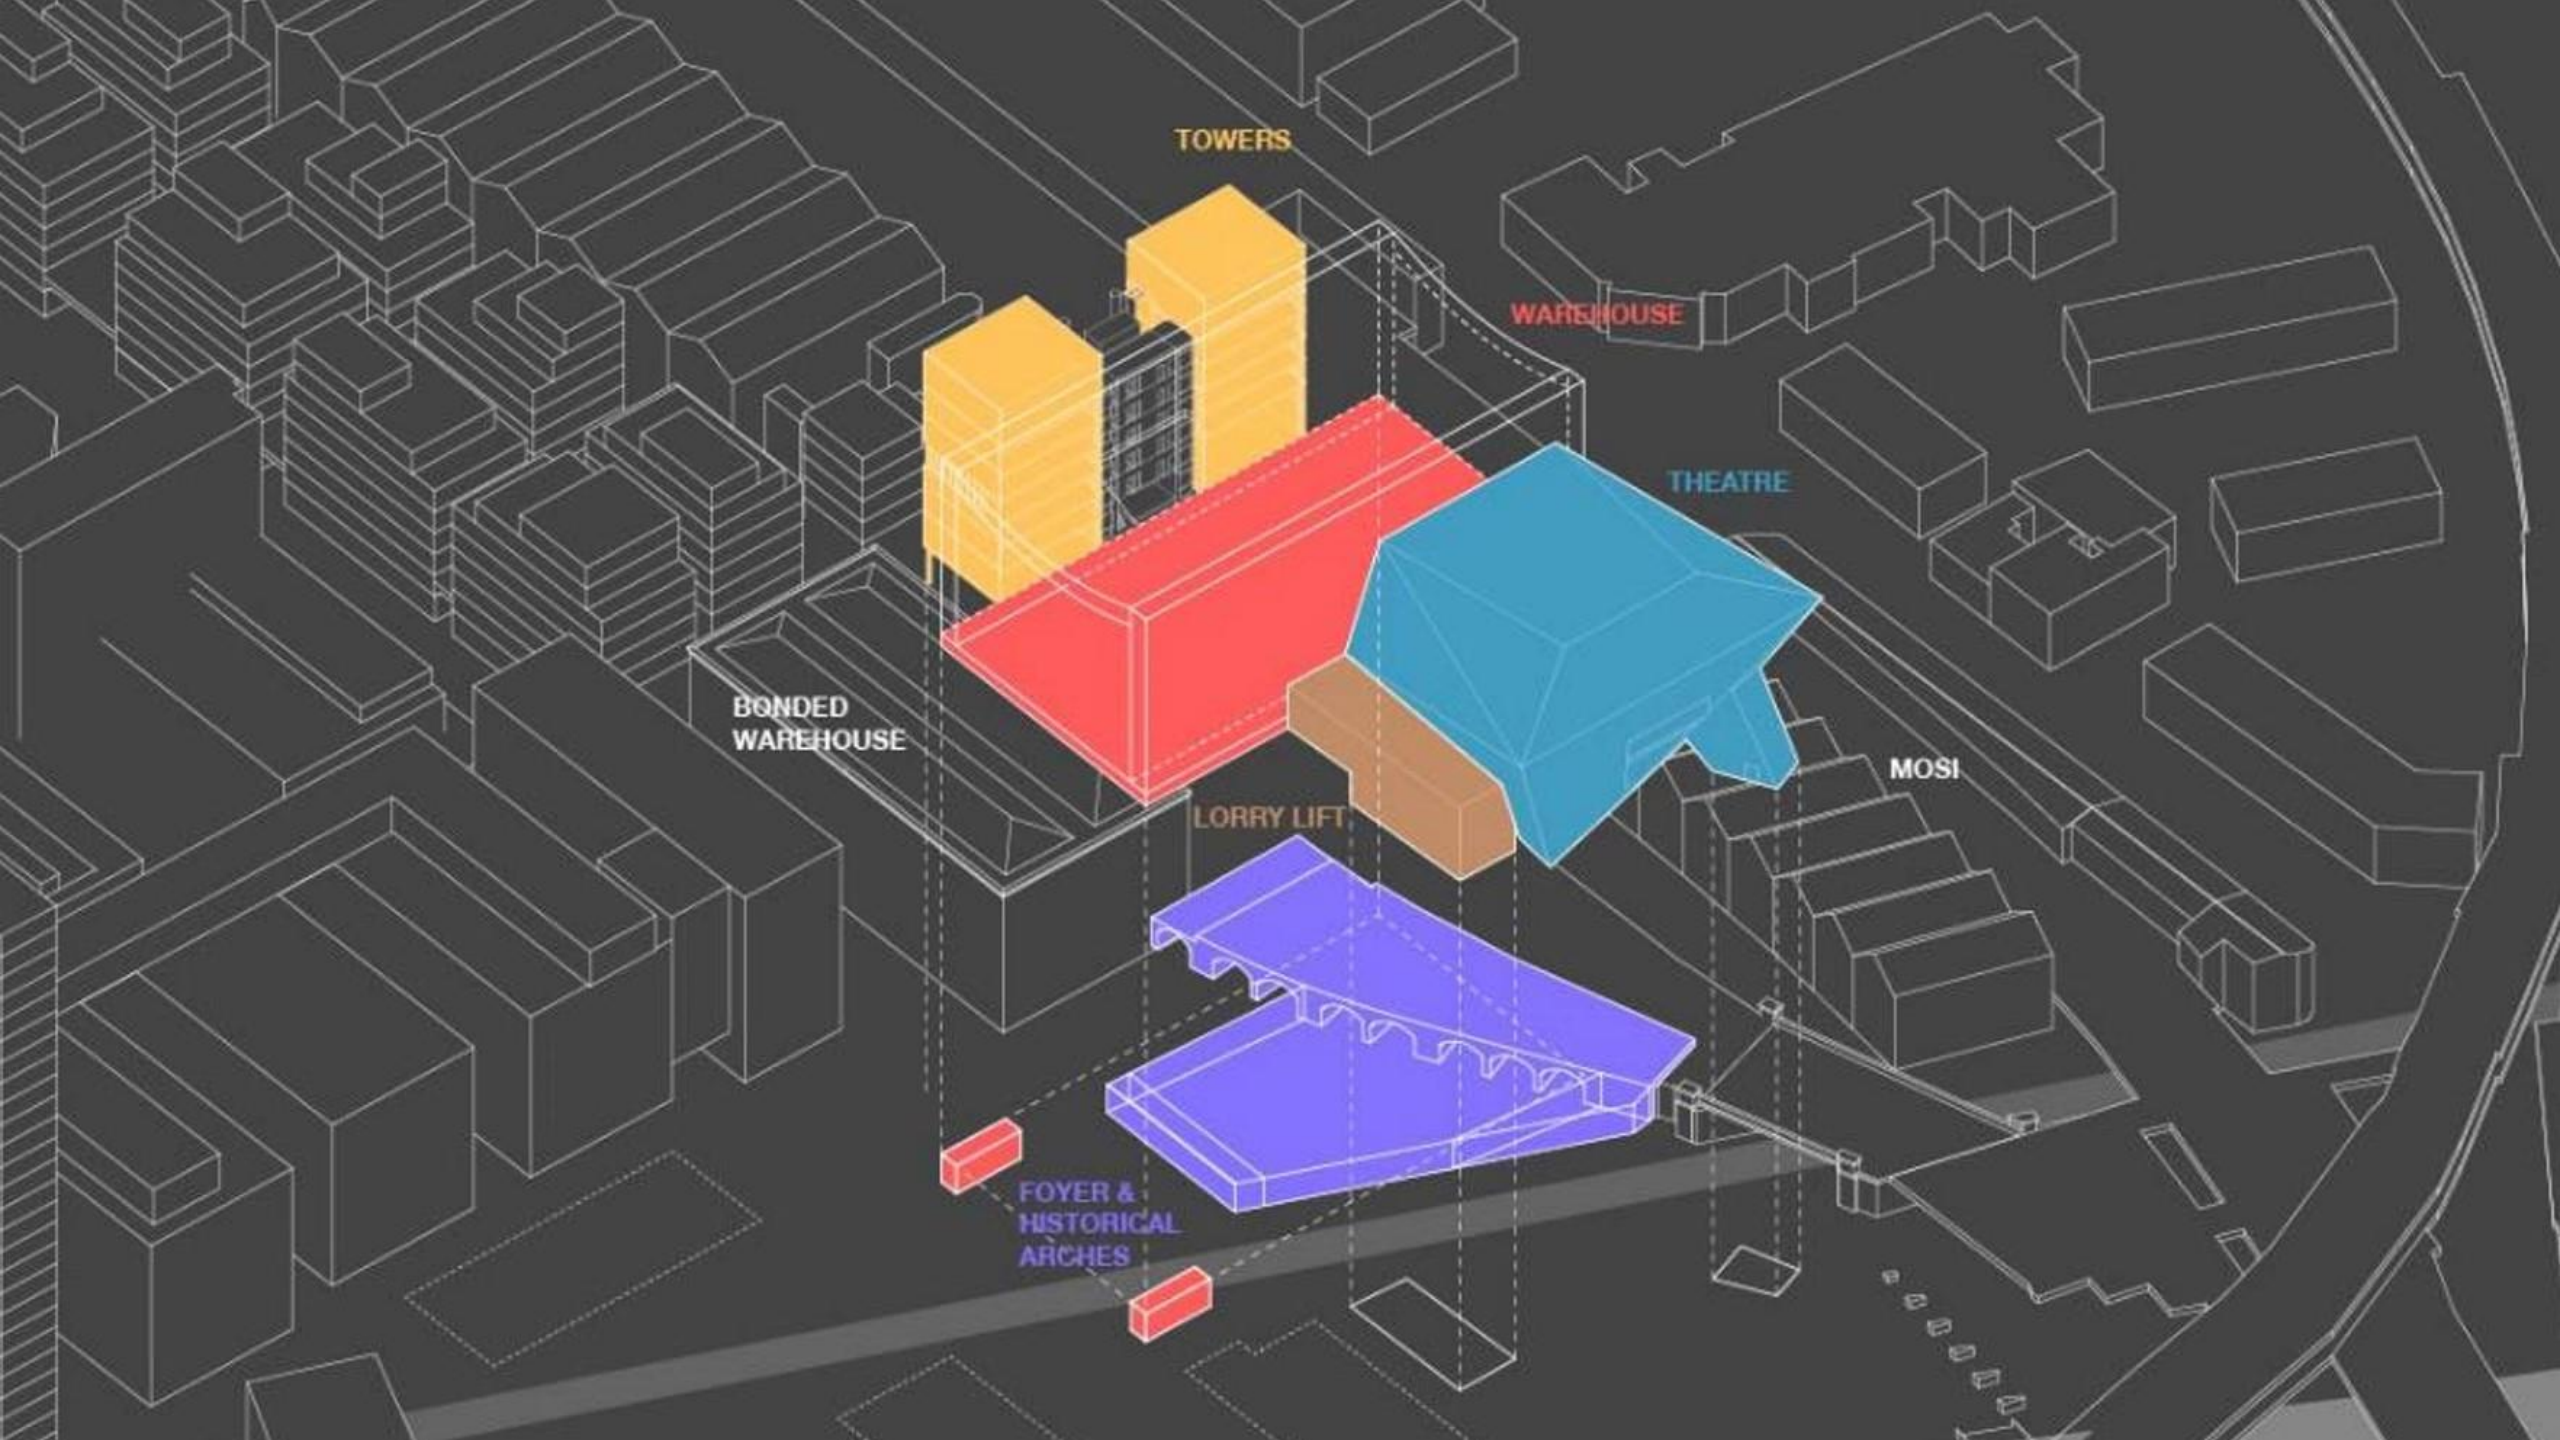 TOWERS
WAREHOUSE
THEATRE
BONDED
WAREHOUSE
MOSI
LORRY LIFT
FOYER &
HISTORICAL
ARCHES